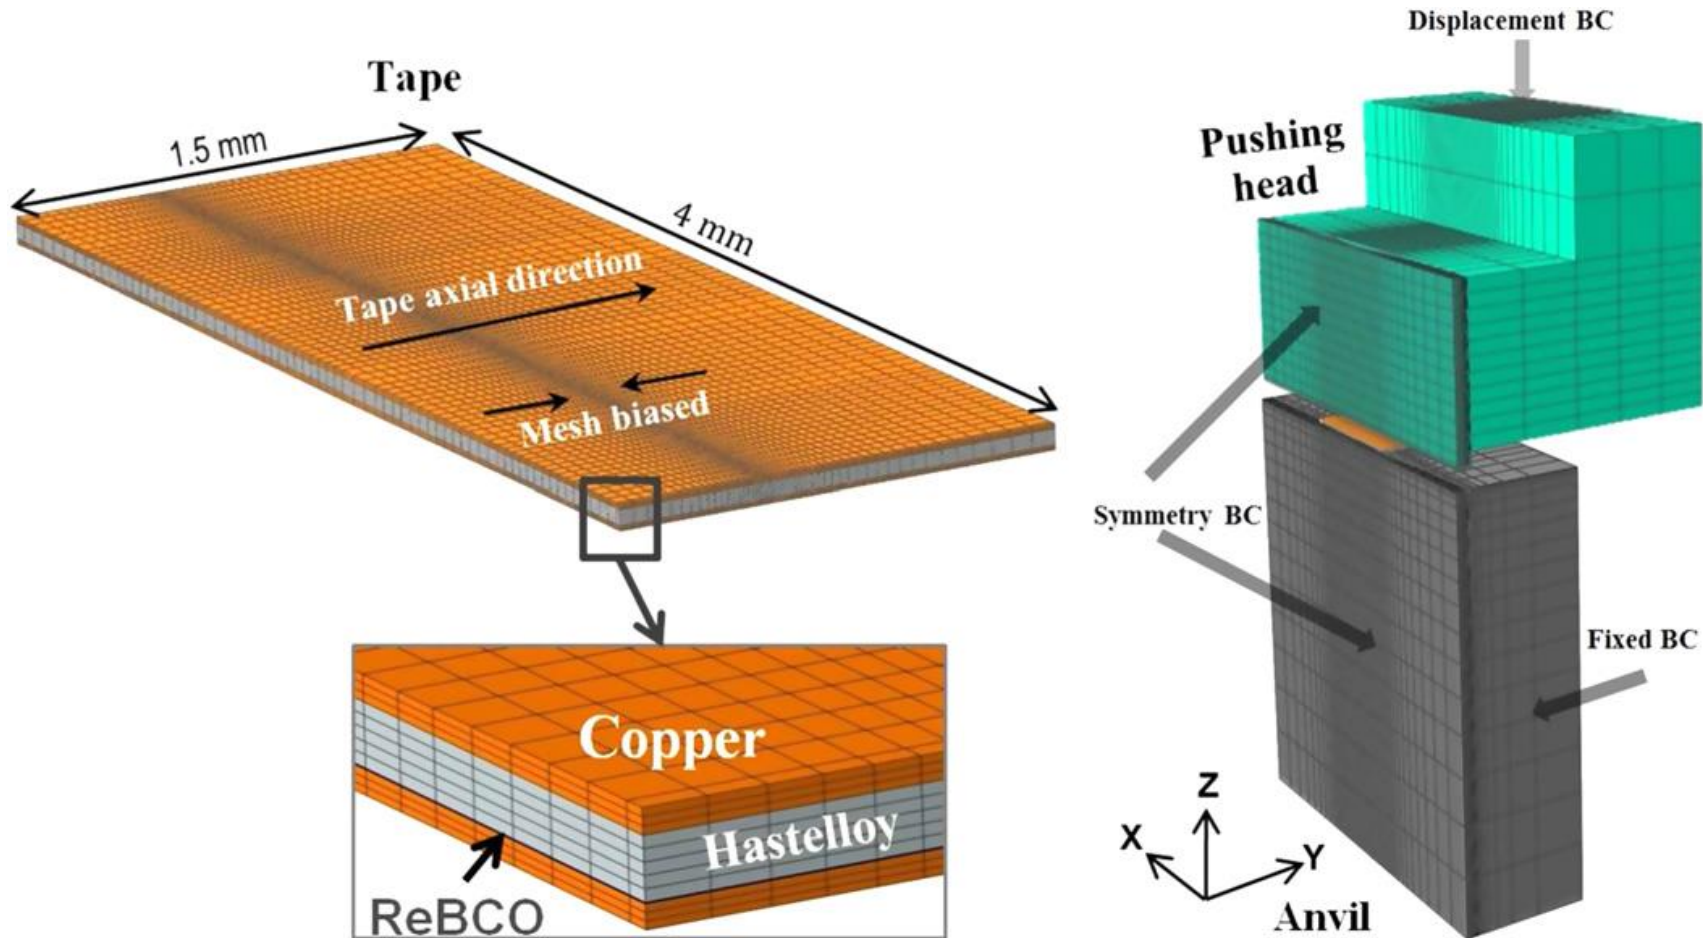 Tape
1.5 mm
4 mm
Tape axial direction
Mesh biased
Copper
Hastelloy
ReBCO
Displacement BC
Pushing
head
Symmetry BC
Fixed BC
Z
X
Y
Anvil